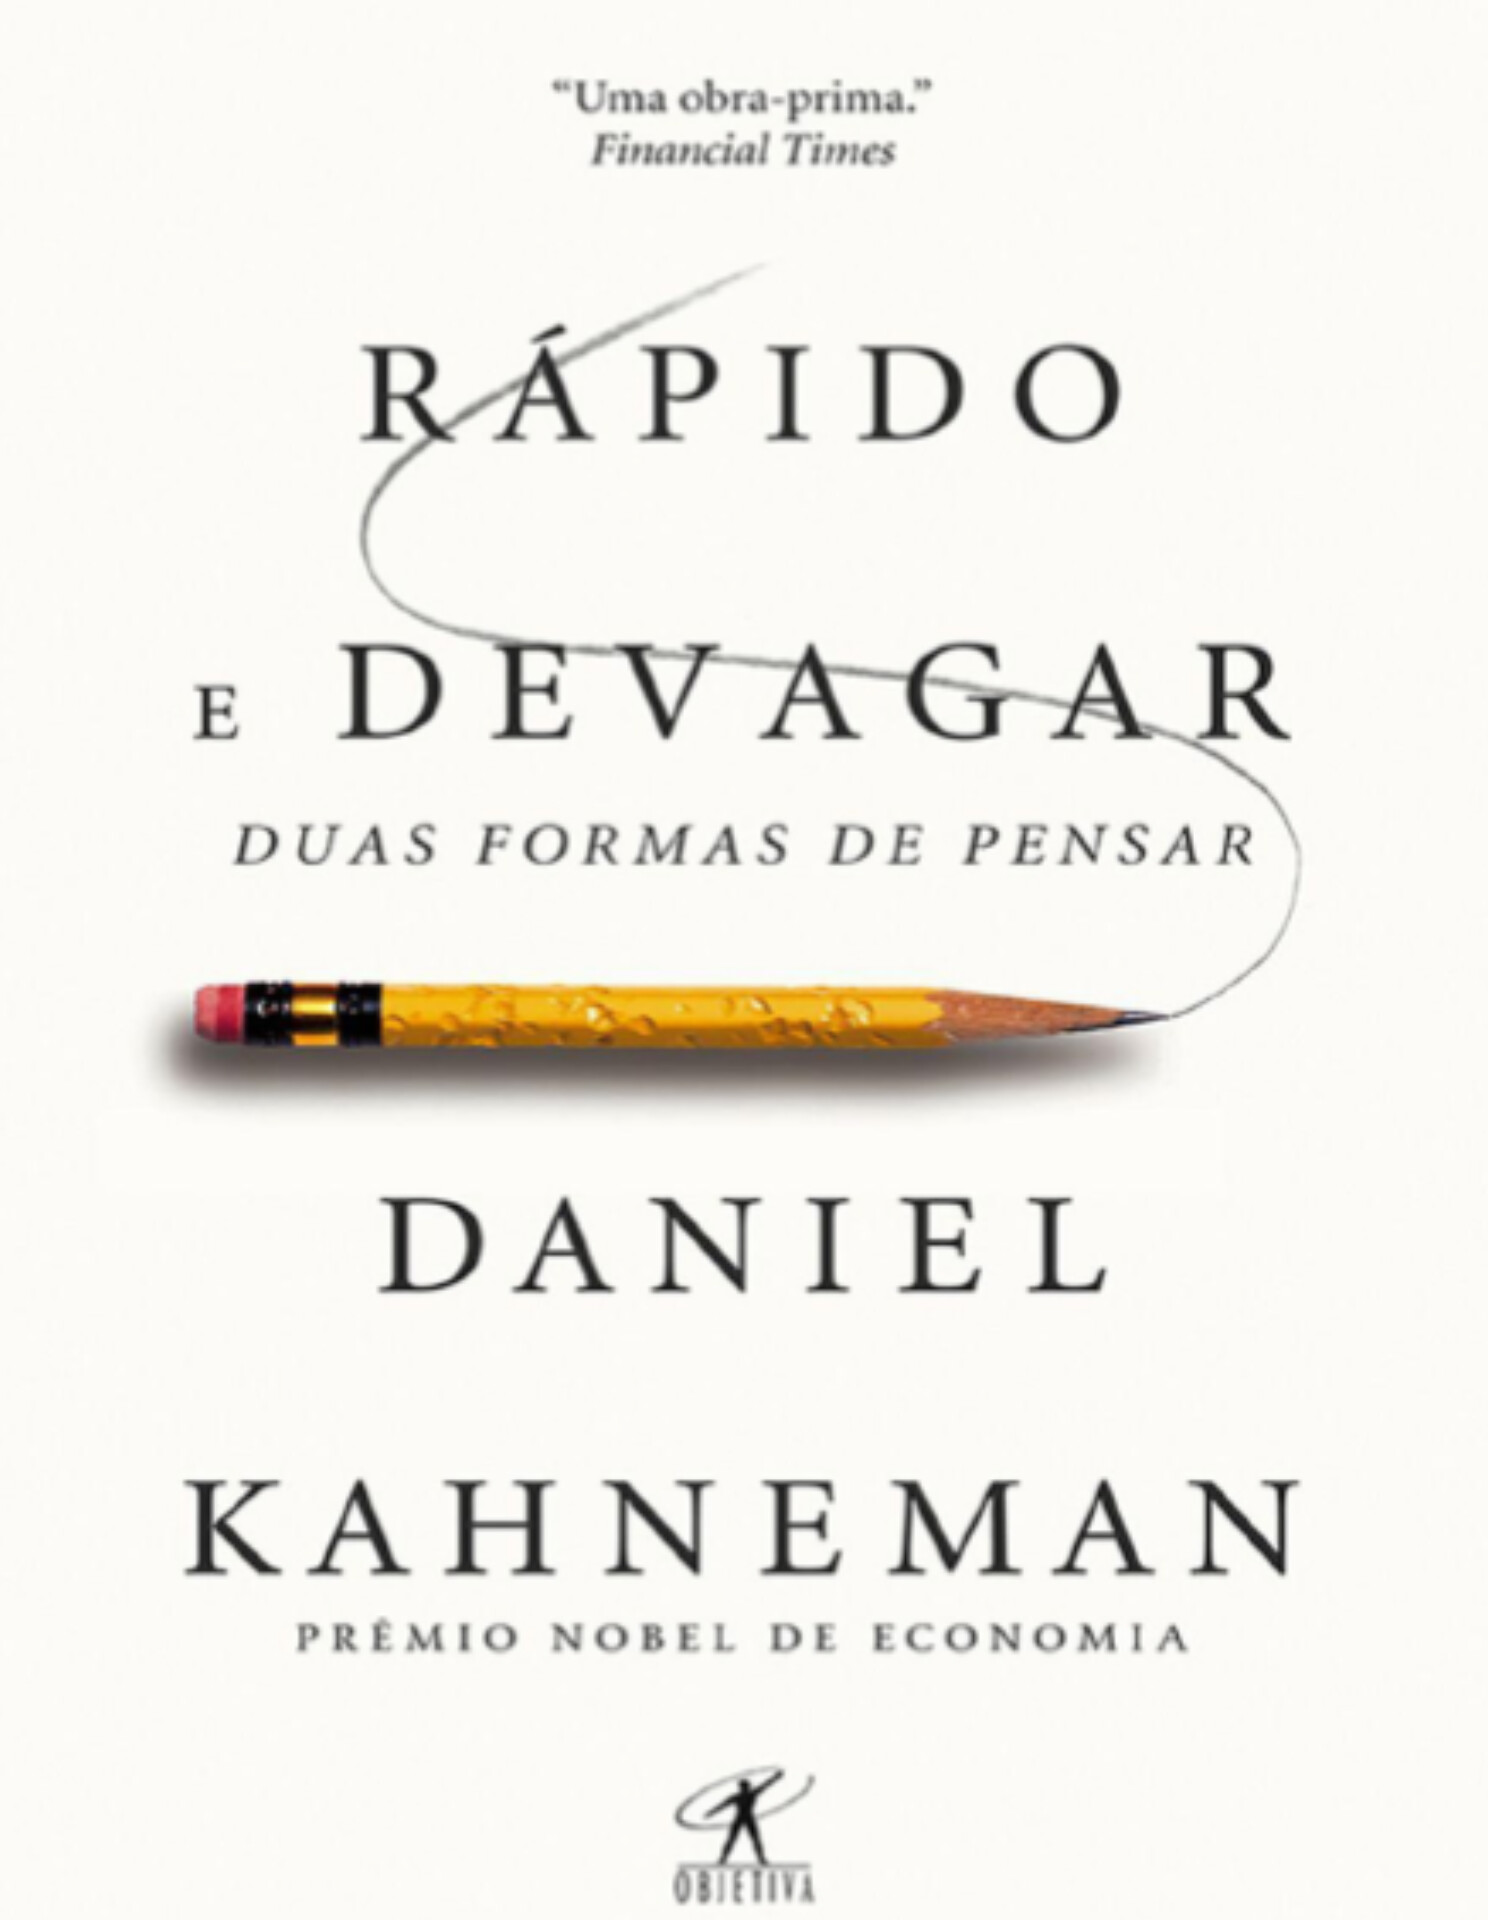 “Uma obra-prima.”
Financial Times
RÁPIDO
E DEVAGAR
DUAS FORMAS DE PENSAR
DANIEL
KAHNEMAN
PRÊMIO NOBEL DE ECONOMIA
OBJETIVA